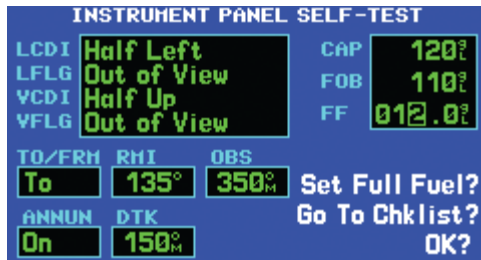 INSTRUMENT PANEL SELF-TEST
LCDI Half Left
LFLG Out of View
VCDI Half Up
VFLG Out of View
CAP 120
FOB 110
FF 012.0
TO/FRM RMI OBS
To 135° 350°M
ANNUN DTK
On 150°M
Set Full Fuel?
Go To Chklist?
OK?